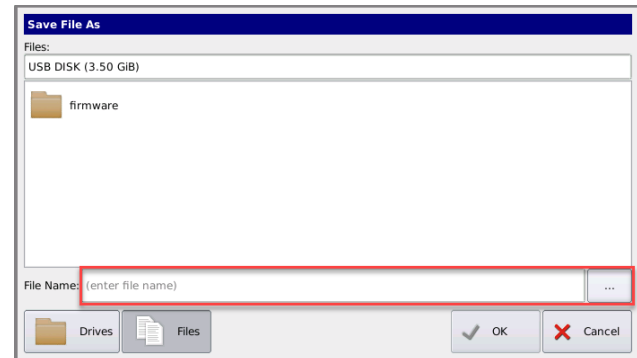 Save File As
Files:
USB DISK (3.50 GiB)
firmware
File Name: (enter file name) ...
Drives Files OK Cancel